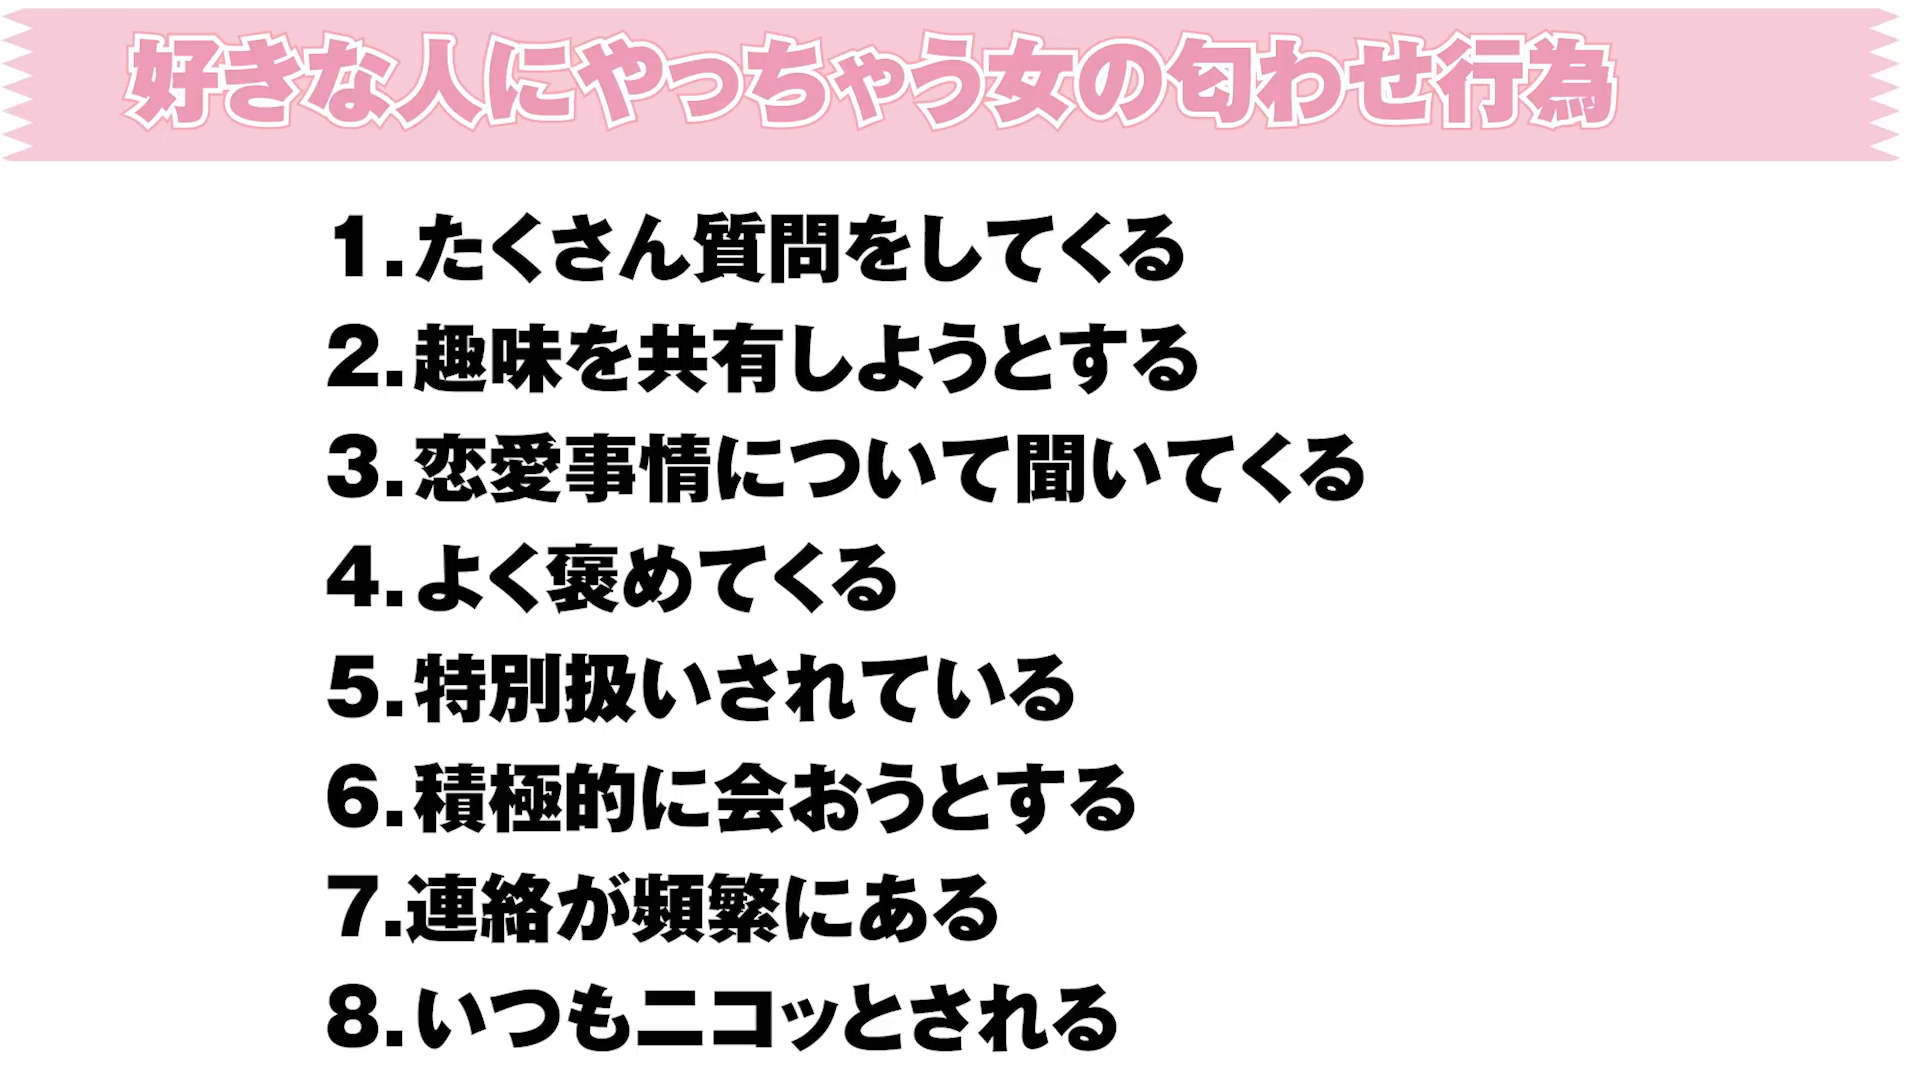 好きな人にやっちゃう女の匂わせ行為
1.たくさん質問をしてくる
2.趣味を共有しようとする
3.恋愛事情について聞いてくる
4.よく褒めてくる
5.特別扱いされている
6.積極的に会おうとする
7.連絡が頻繁にある
8.いつもニコッとされる